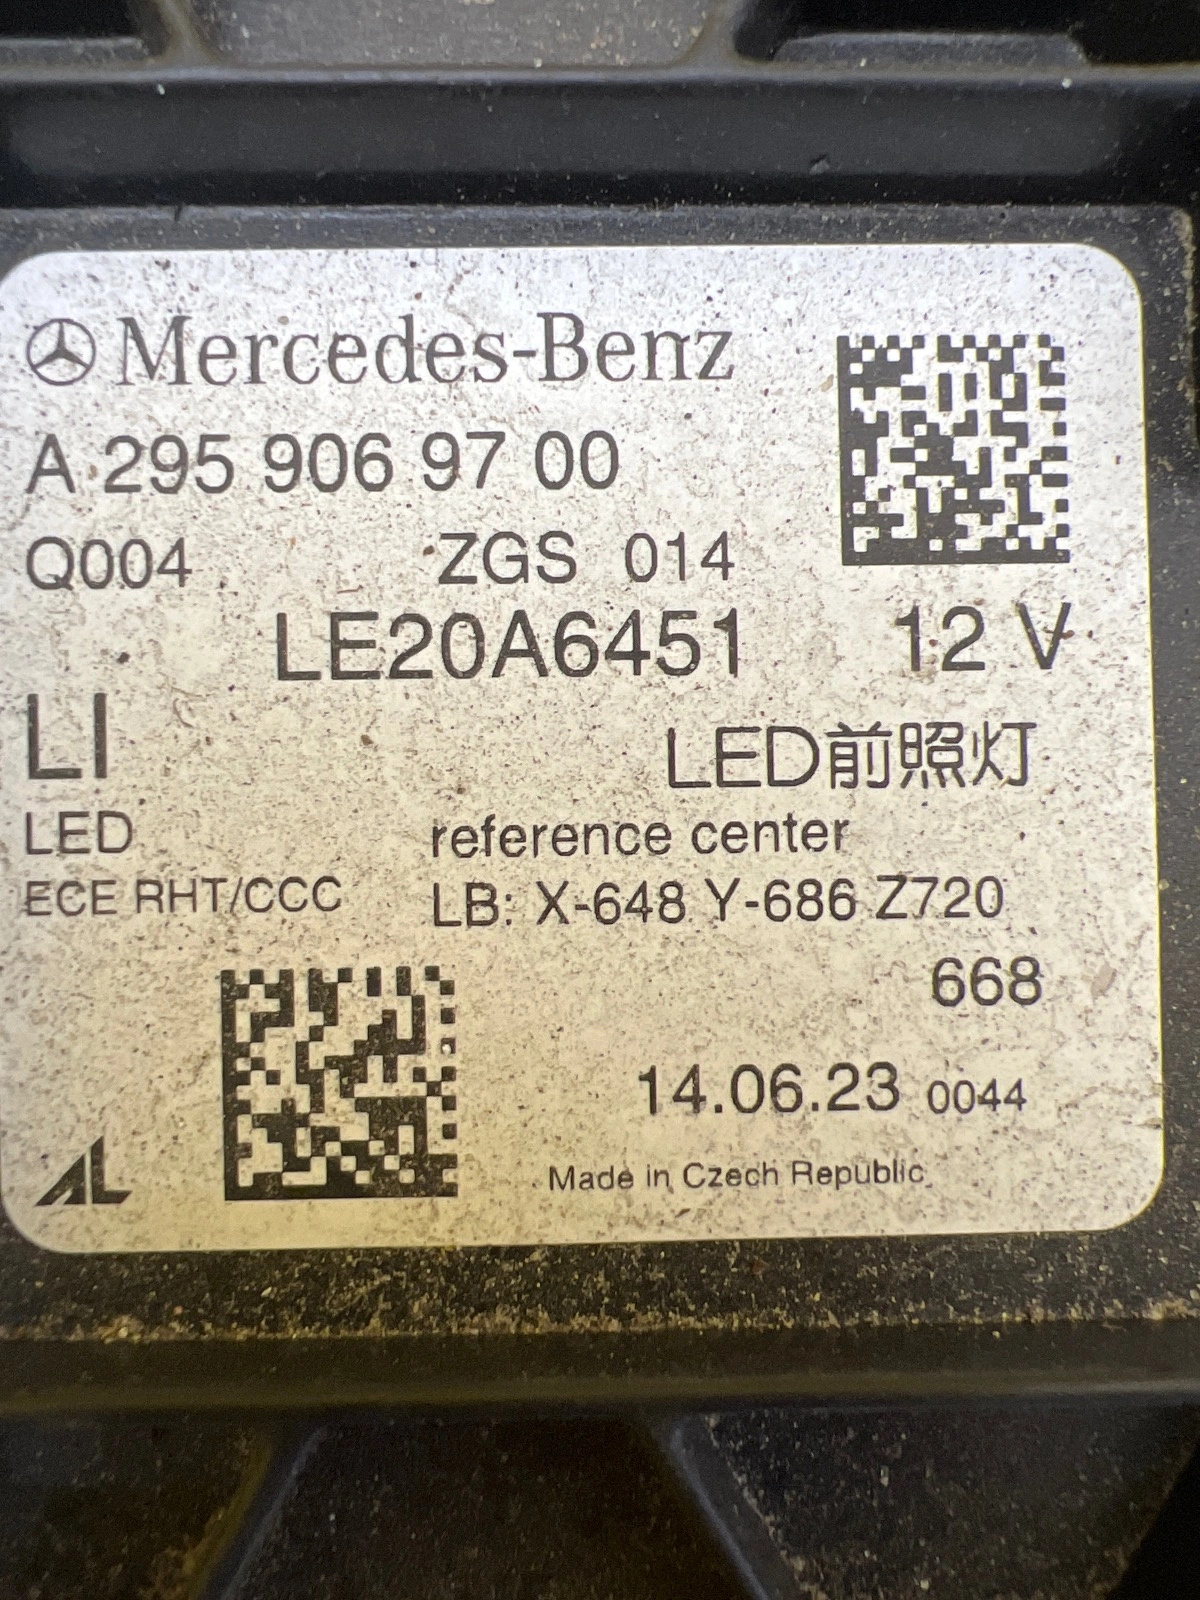 Mercedes-Benz
A 295 906 97 00
Q004 ZGS 014
LE20A6451 12 V
LI
LED前照灯
LED reference center
ECE RHT/CCC LB: X-648 Y-686 Z720
668
14.06.23 0044
AL
Made in Czech Republic